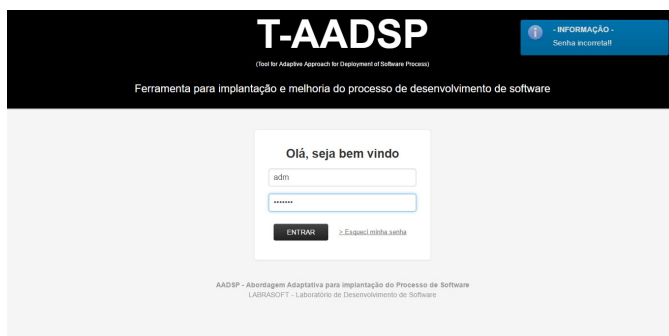 T-AADSP
(Tool for Adaptive Approach for Deployment of Software Process)
Ferramenta para implantação e melhoria do processo de desenvolvimento de software
- INFORMAÇÃO -
Senha incorreta!!
Olá, seja bem vindo
adm
•••••••
ENTRAR > Esqueci minha senha
AADSP - Abordagem Adaptativa para implantação do Processo de Software
LABRASOFT - Laboratório de Desenvolvimento de Software